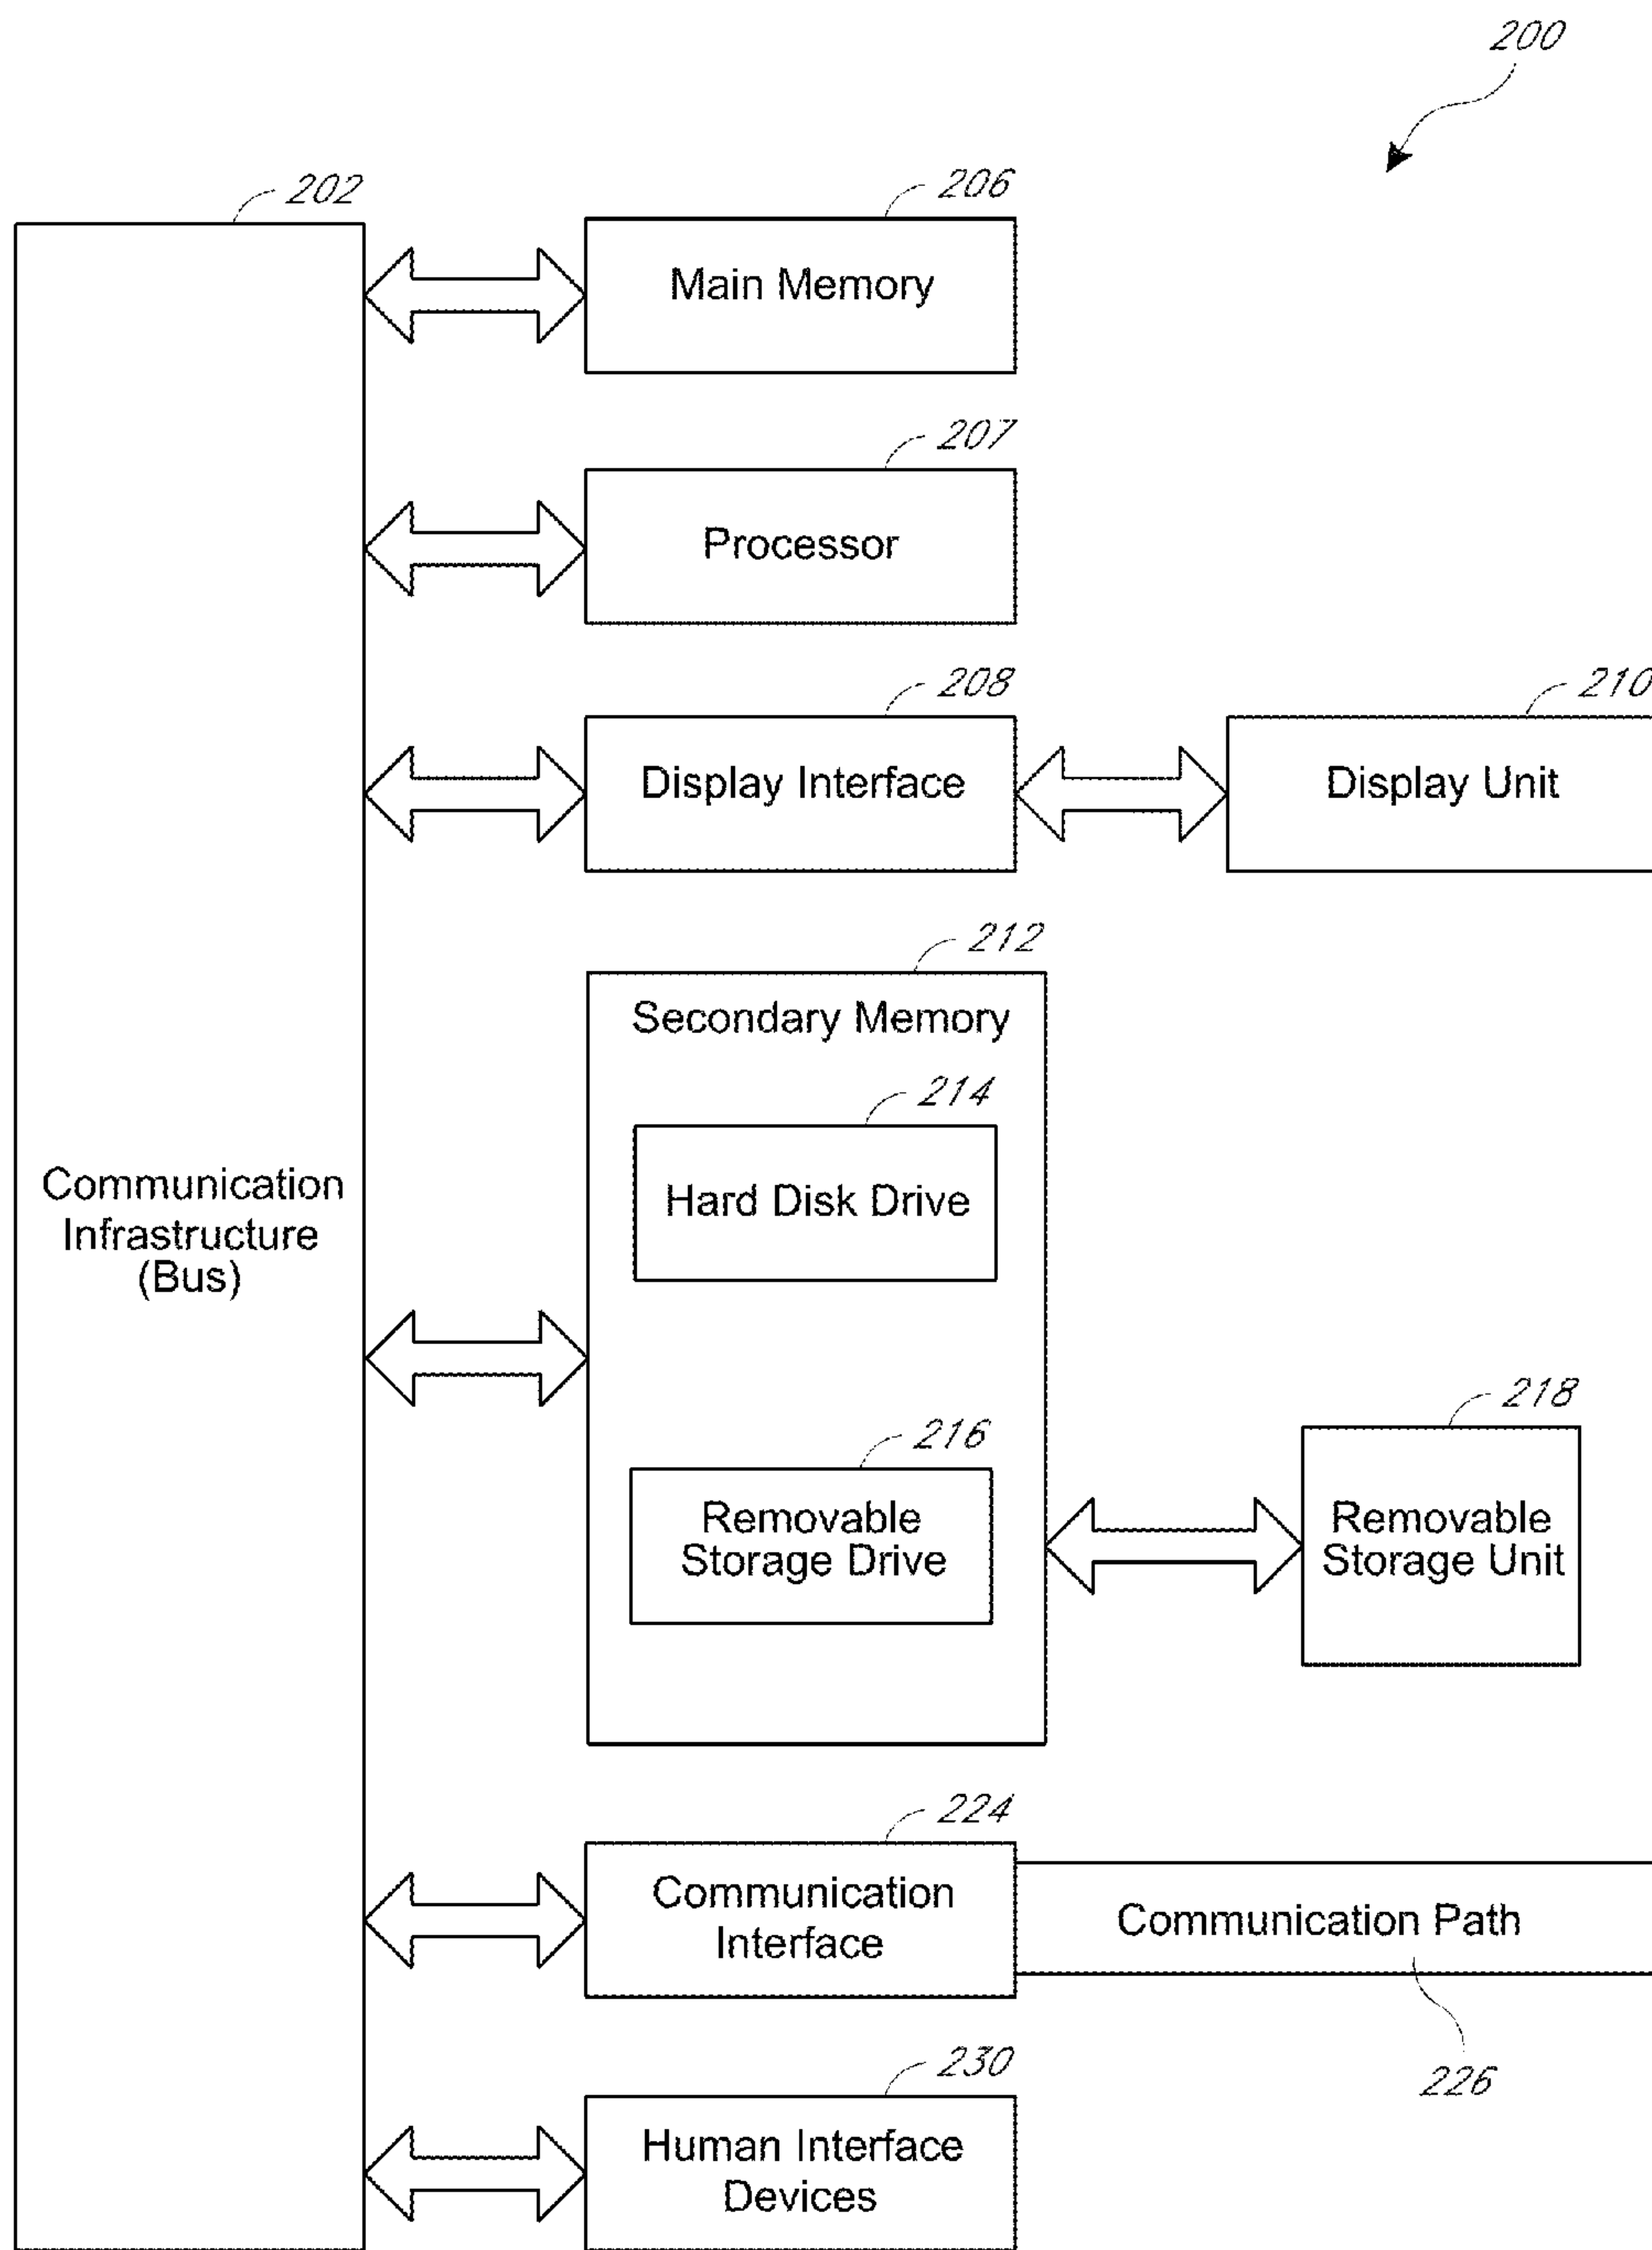 200
202
206
Main Memory
207
Processor
208
210
Display Interface
Display Unit
212
Secondary Memory
214
Hard Disk Drive
Communication
Infrastructure
(Bus)
216
218
Removable
Storage Drive
Removable
Storage Unit
224
Communication
Interface
Communication Path
226
230
Human Interface
Devices